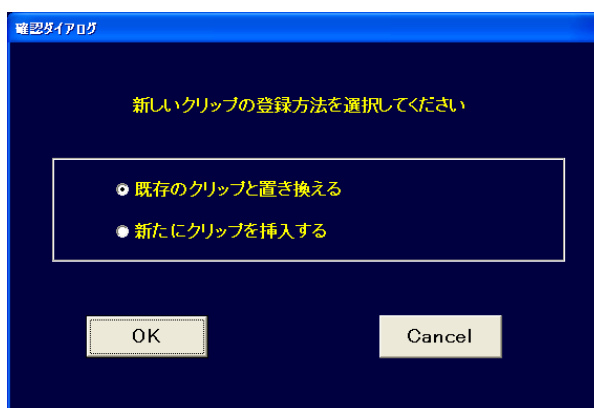 確認ダイアログ
新しいクリップの登録方法を選択してください
既存のクリップと置き換える
新たにクリップを挿入する
OK
Cancel